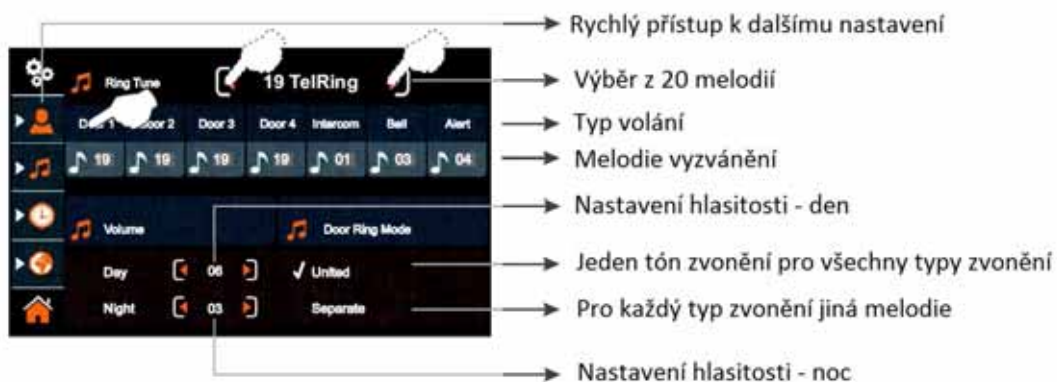 Rychlý přístup k dalšímu nastavení
Ring Tune 19 TelRing
Výběr z 20 melodií
Door 2 Door 3 Door 4 Intercom Bell Alert
Typ volání
19 19 19 19 01 03 04
Melodie vyzvánění
Nastavení hlasitosti - den
Volume Door Ring Mode
Day 06 United
Jeden tón zvonění pro všechny typy zvonění
Night 03 Separate
Pro každý typ zvonění jiná melodie
Nastavení hlasitosti - noc